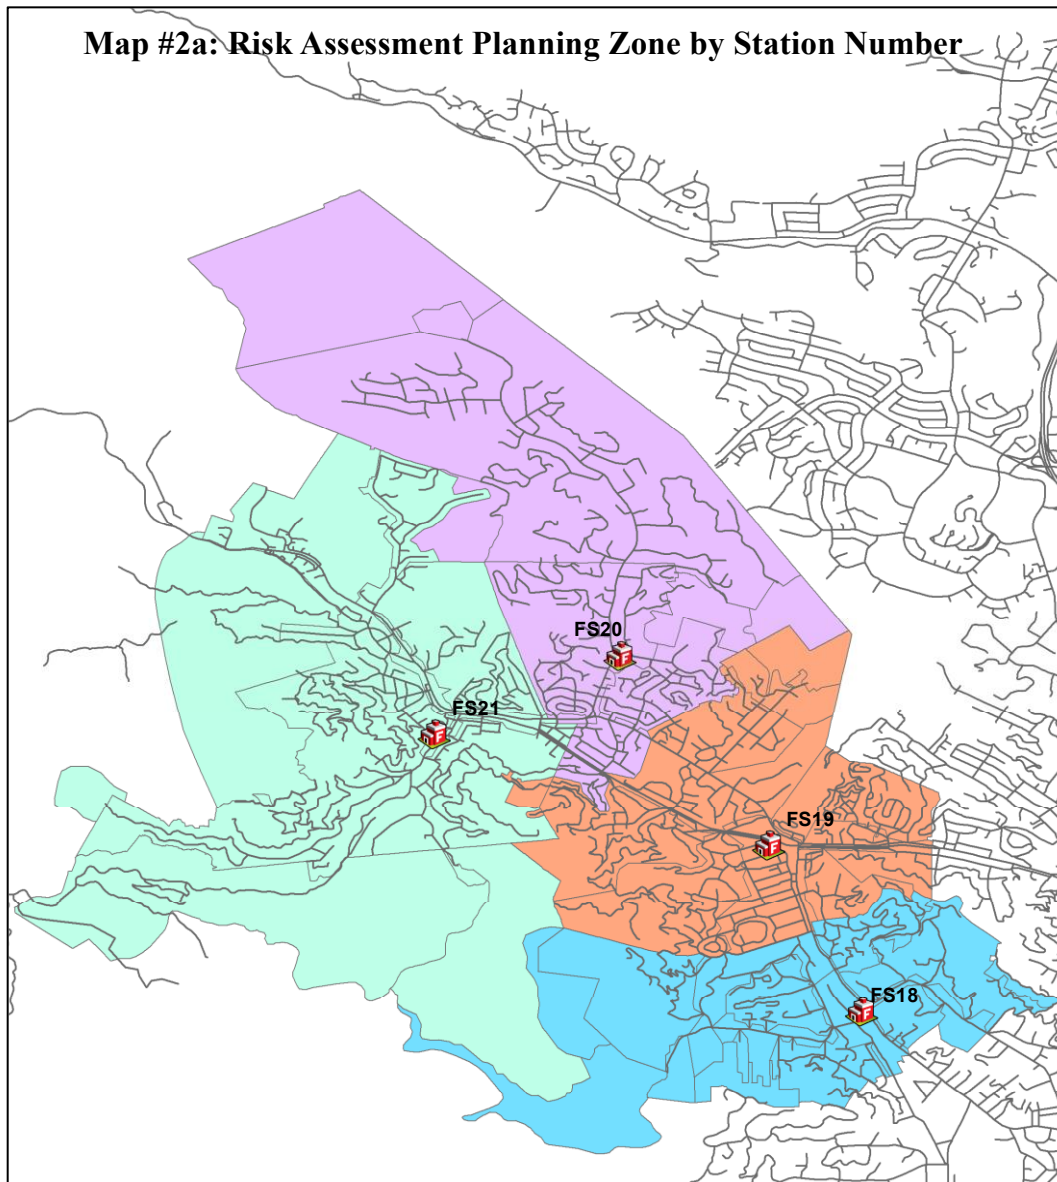 Map #2a: Risk Assessment Planning Zone by Station Number
FS20
FS21
FS19
FS18